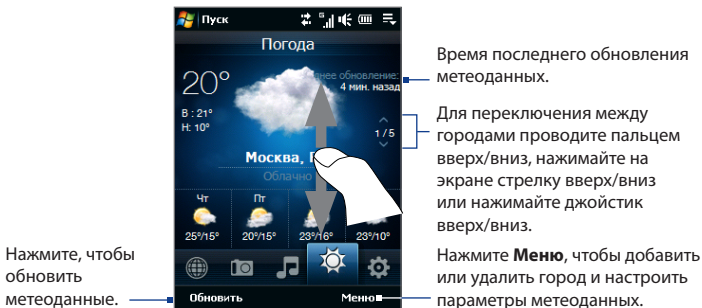 Пуск
Погода
20°
нее обновление:
4 мин. назад
В : 21°
Н: 10°
1 / 5
Москва,
Облачно
Чт
Пт
25°/15°
20°/15°
23°/16°
23°/10°
Обновить
Меню
Время последнего обновления
метеоданных.
Для переключения между
городами проводите пальцем
вверх/вниз, нажимайте на
экране стрелку вверх/вниз
или нажимайте джойстик
вверх/вниз.
Нажмите Меню, чтобы добавить
или удалить город и настроить
параметры метеоданных.
Нажмите, чтобы
обновить
метеоданные.